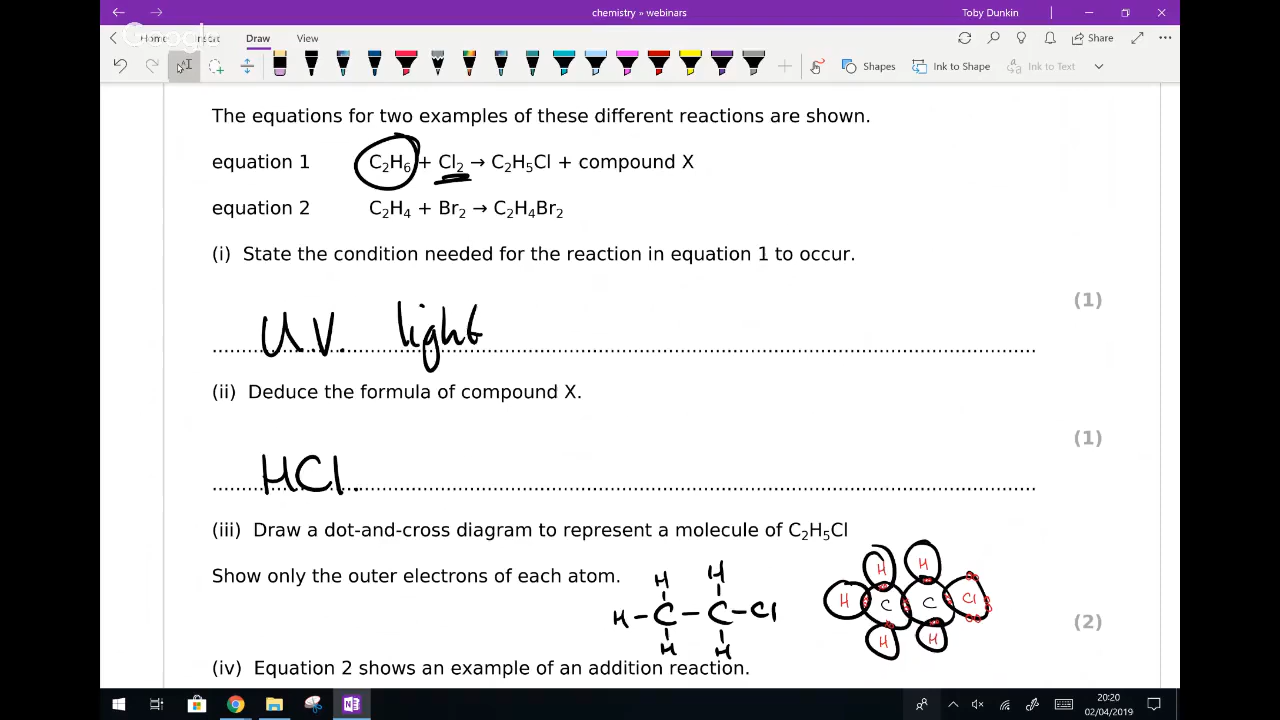 chemistry » webinars
Toby Dunkin
Google
Home Insert Draw View
Share
Shapes
Ink to Shape
Ink to Text
The equations for two examples of these different reactions are shown.
equation 1 C₂H₆ + Cl₂ → C₂H₅Cl + compound X
equation 2 C₂H₄ + Br₂ → C₂H₄Br₂
(i) State the condition needed for the reaction in equation 1 to occur.
(1)
U.V. light
(ii) Deduce the formula of compound X.
(1)
HCl.
(iii) Draw a dot-and-cross diagram to represent a molecule of C₂H₅Cl
Show only the outer electrons of each atom.
H H
H-C-C-Cl
H H
H H
H C C Cl
H H
(2)
(iv) Equation 2 shows an example of an addition reaction.
20:20
02/04/2019